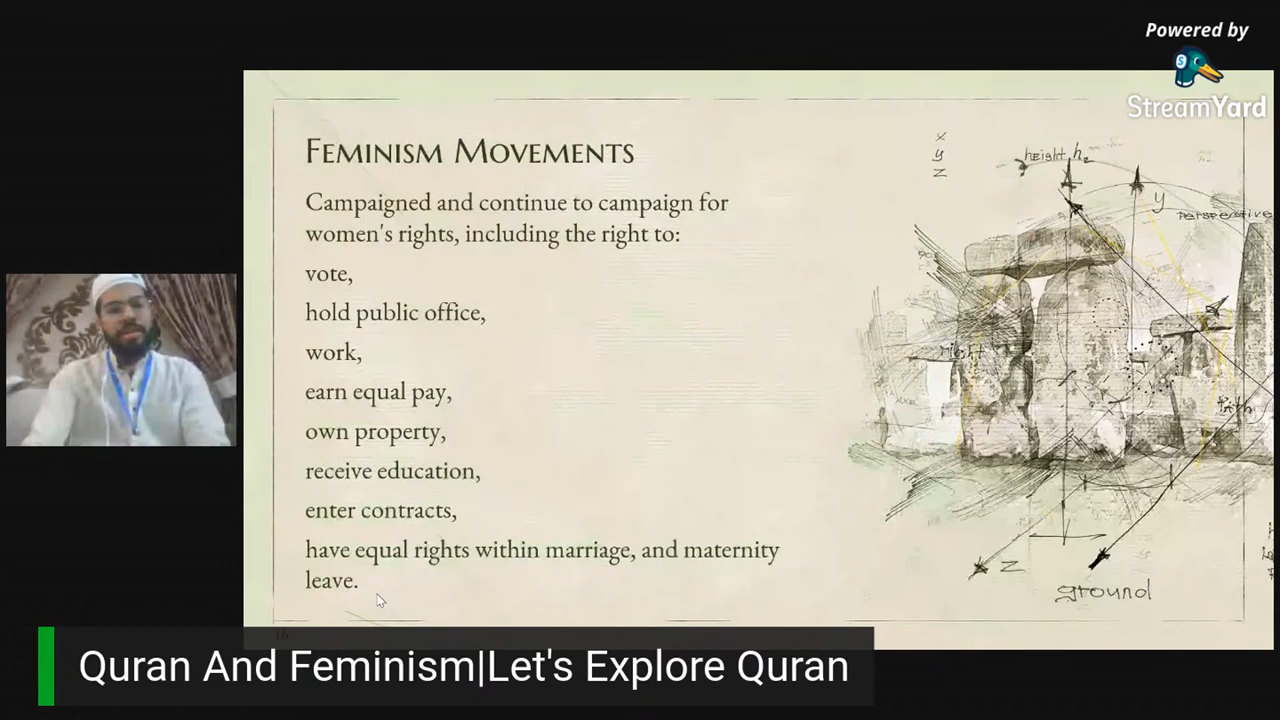 Powered by
StreamYard
FEMINISM MOVEMENTS
Campaigned and continue to campaign for
women's rights, including the right to:
vote,
hold public office,
work,
earn equal pay,
own property,
receive education,
enter contracts,
have equal rights within marriage, and maternity
leave.
x
y
z
height h₂
y
Perspective
Z
ground
16
Quran And Feminism|Let's Explore Quran